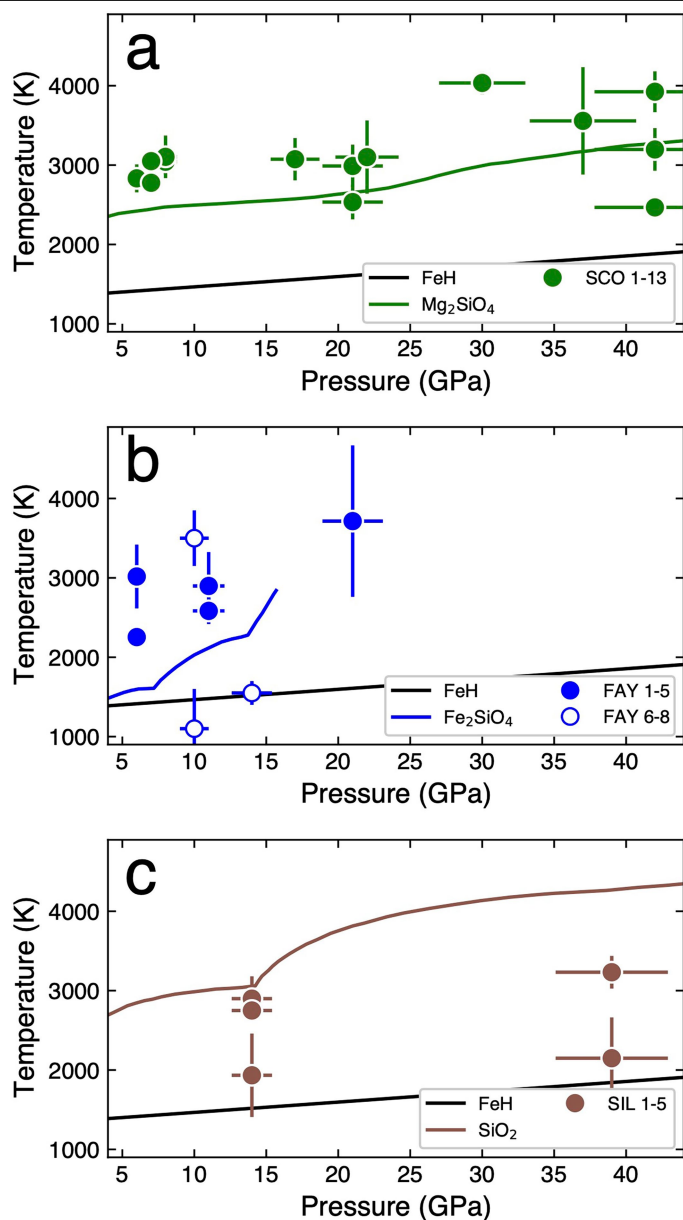 a
Temperature (K)
4000
3000
2000
1000
FeH
Mg₂SiO₄
SCO 1-13
5 10 15 20 25 30 35 40
Pressure (GPa)
b
Temperature (K)
4000
3000
2000
1000
FeH
Fe₂SiO₄
FAY 1-5
FAY 6-8
5 10 15 20 25 30 35 40
Pressure (GPa)
c
Temperature (K)
4000
3000
2000
1000
FeH
SiO₂
SIL 1-5
5 10 15 20 25 30 35 40
Pressure (GPa)